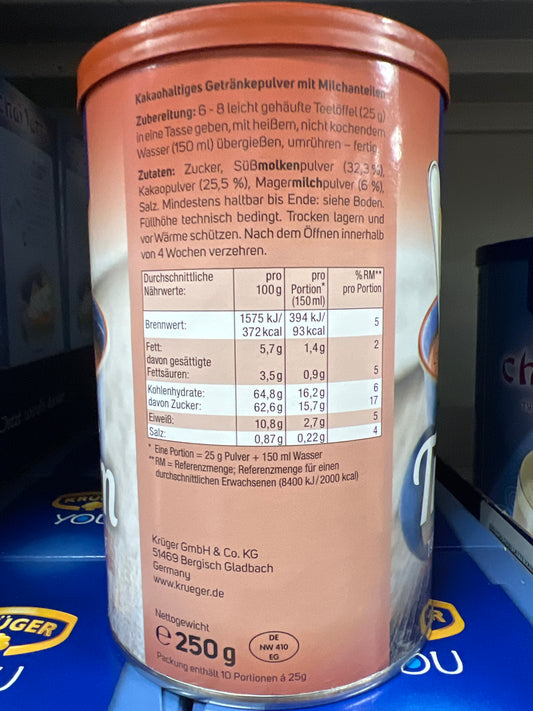 Kakaohaltiges Getränkepulver mit Milchanteilen
Zubereitung: 6 - 8 leicht gehäufte Teelöffel (25 g)
in eine Tasse geben, mit heißem, nicht kochendem
Wasser (150 ml) übergießen, umrühren – fertig.
Zutaten: Zucker, Süßmolkenpulver (32,3 %),
Kakaopulver (25,5 %), Magermilchpulver (6 %),
Salz. Mindestens haltbar bis Ende: siehe Boden.
Füllhöhe technisch bedingt. Trocken lagern und
vor Wärme schützen. Nach dem Öffnen innerhalb
von 4 Wochen verzehren.
Durchschnittliche Nährwerte: pro 100g pro Portion* (150 ml) % RM** pro Portion
Brennwert: 1575 kJ/ 372 kcal 394 kJ/ 93 kcal 5
Fett: 5,7 g 1,4 g 2
davon gesättigte
Fettsäuren: 3,5 g 0,9 g 5
Kohlenhydrate: 64,8 g 16,2 g 6
davon Zucker: 62,6 g 15,7 g 17
Eiweiß: 10,8 g 2,7 g 5
Salz: 0,87 g 0,22 g 4
* Eine Portion = 25 g Pulver + 150 ml Wasser
** RM = Referenzmenge; Referenzmenge für einen
durchschnittlichen Erwachsenen (8400 kJ/2000 kcal)
Krüger GmbH & Co. KG
51469 Bergisch Gladbach
Germany
www.krueger.de
Nettogewicht
e 250 g
DE
NW 410
EG
Packung enthält 10 Portionen á 25g
KRÜGER
YOU
ÜGER
OU
n
T
ch